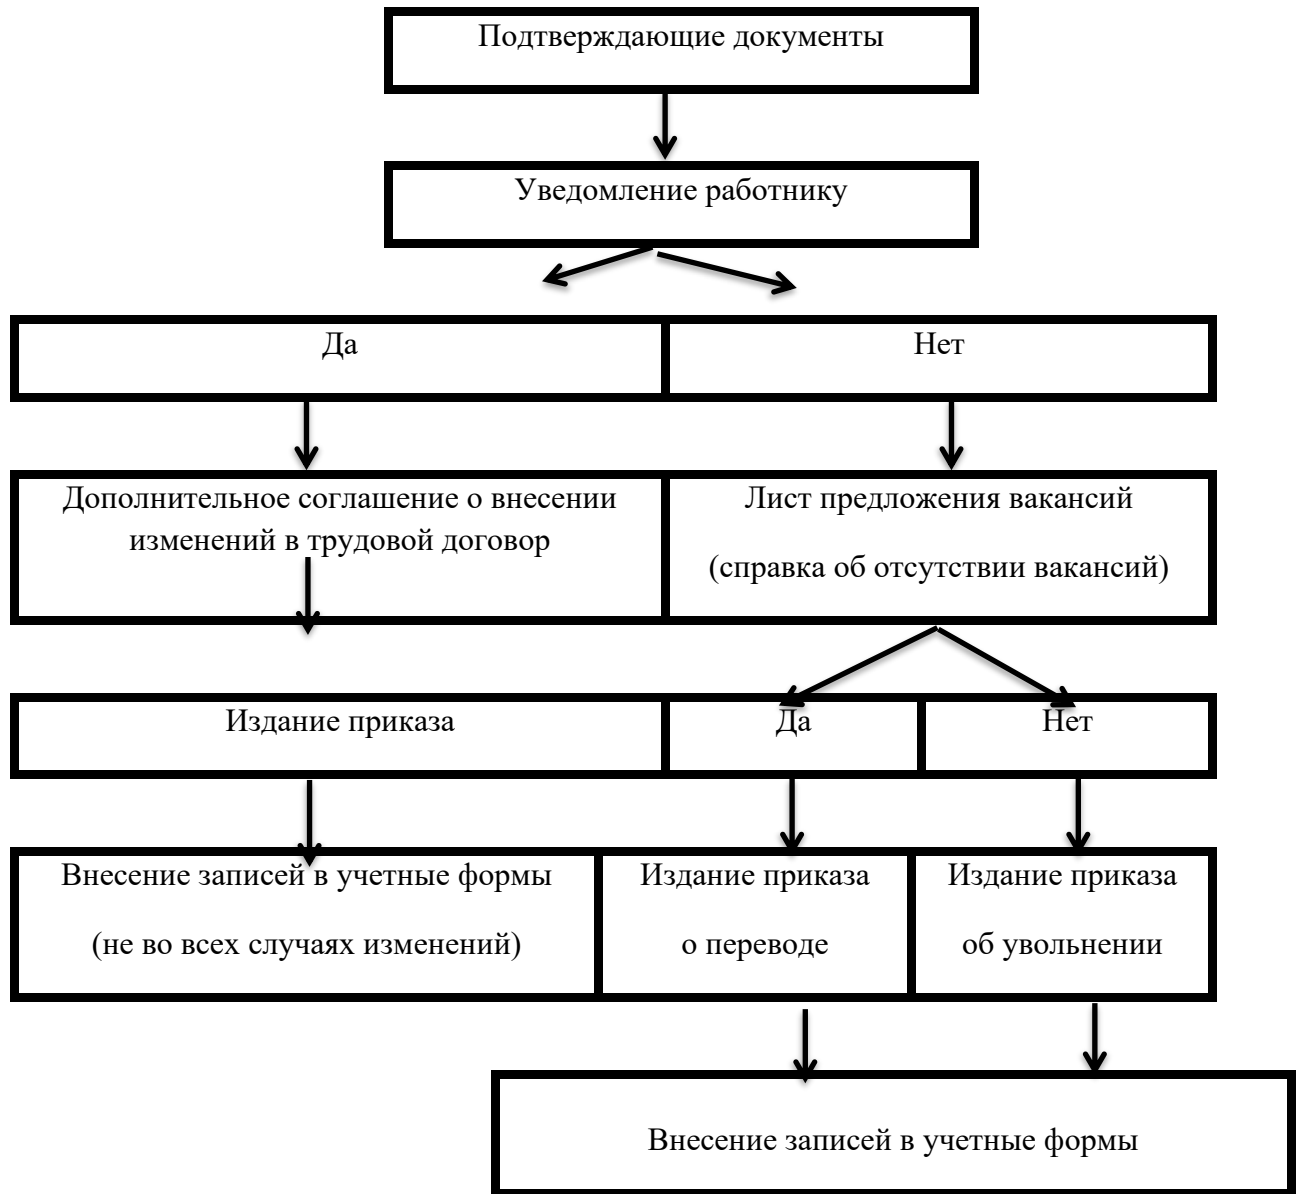 Подтверждающие документы
Уведомление работнику
Да
Нет
Дополнительное соглашение о внесении
изменений в трудовой договор
Лист предложения вакансий
(справка об отсутствии вакансий)
Издание приказа
Да
Нет
Внесение записей в учетные формы
(не во всех случаях изменений)
Издание приказа
о переводе
Издание приказа
об увольнении
Внесение записей в учетные формы